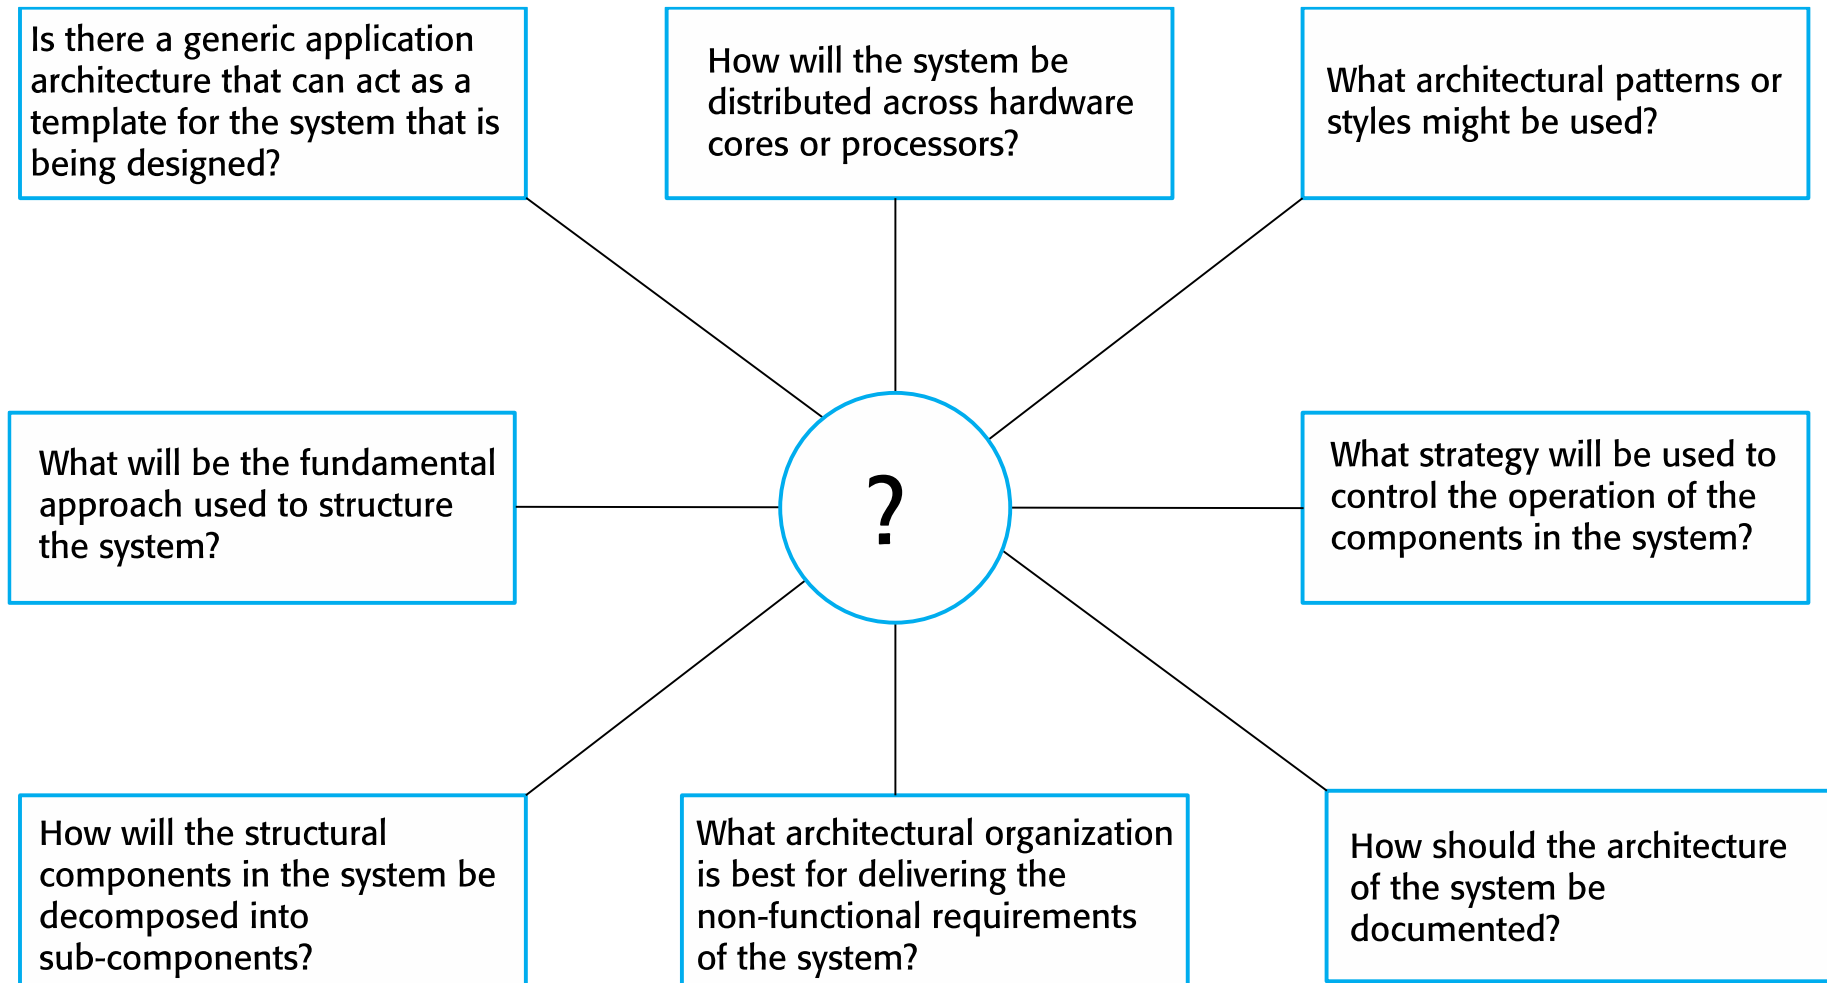 Is there a generic application
architecture that can act as a
template for the system that is
being designed?
How will the system be
distributed across hardware
cores or processors?
What architectural patterns or
styles might be used?
What will be the fundamental
approach used to structure
the system?
?
What strategy will be used to
control the operation of the
components in the system?
How will the structural
components in the system be
decomposed into
sub-components?
What architectural organization
is best for delivering the
non-functional requirements
of the system?
How should the architecture
of the system be
documented?